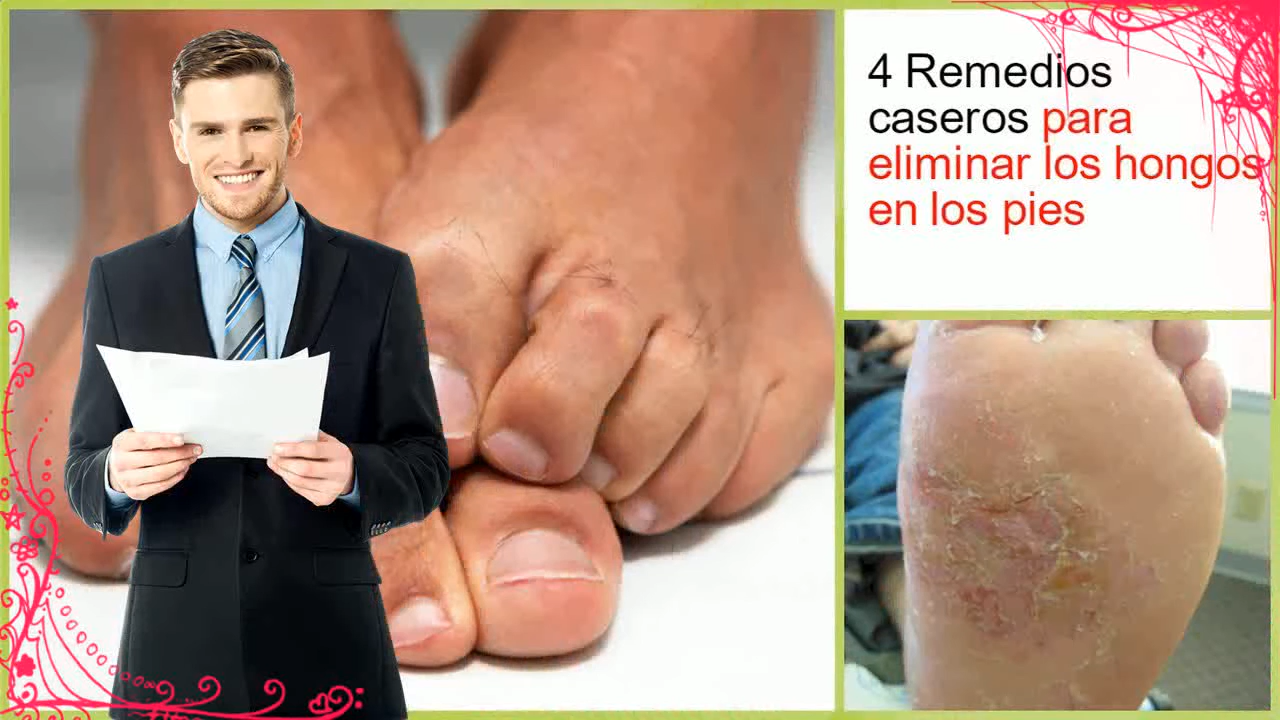 4 Remedios
caseros para
eliminar los hongos
en los pies